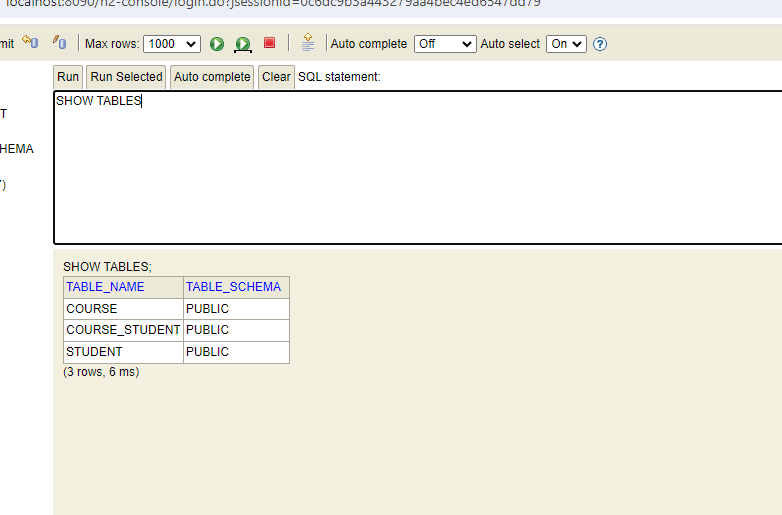 localhost:8090/h2-console/login.do?jsessionid=0c6dc9b3a443279aa4bec4ed6547dd79
mit Max rows: 1000 Auto complete Off Auto select On ?
Run Run Selected Auto complete Clear SQL statement:
SHOW TABLES
T
HEMA
')
SHOW TABLES;
TABLE_NAME TABLE_SCHEMA
COURSE PUBLIC
COURSE_STUDENT PUBLIC
STUDENT PUBLIC
(3 rows, 6 ms)